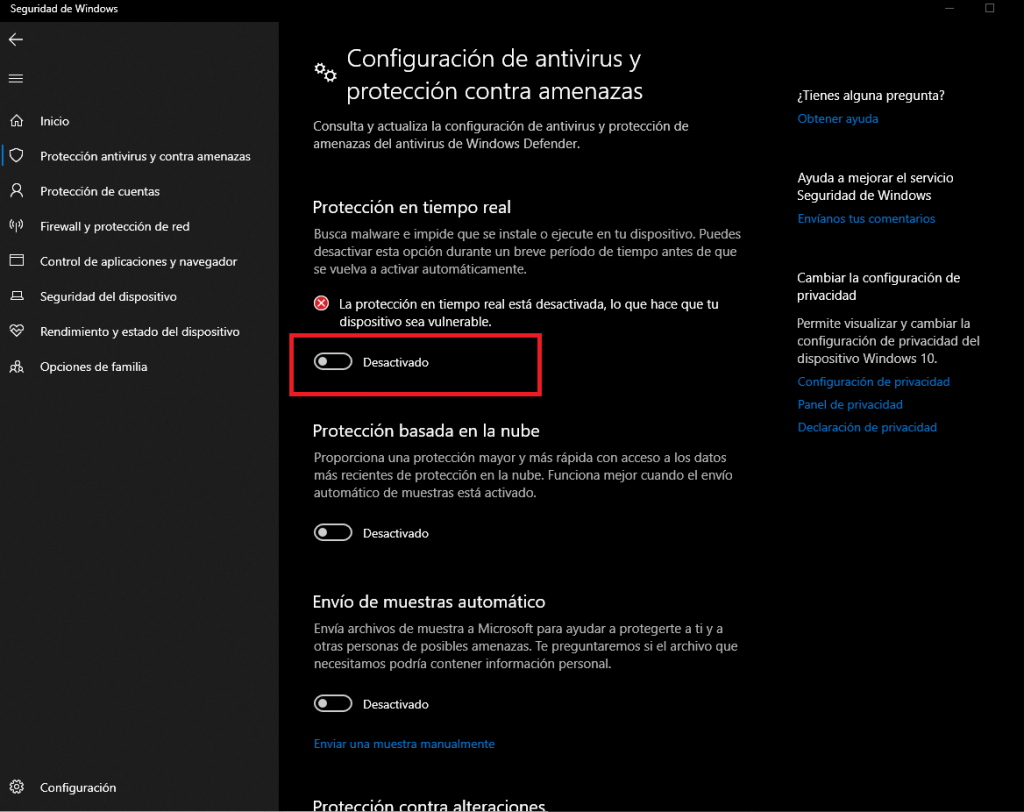 Seguridad de Windows
Inicio
Protección antivirus y contra amenazas
Protección de cuentas
Firewall y protección de red
Control de aplicaciones y navegador
Seguridad del dispositivo
Rendimiento y estado del dispositivo
Opciones de familia
Configuración
Configuración de antivirus y
protección contra amenazas
Consulta y actualiza la configuración de antivirus y protección de
amenazas del antivirus de Windows Defender.
Protección en tiempo real
Busca malware e impide que se instale o ejecute en tu dispositivo. Puedes
desactivar esta opción durante un breve período de tiempo antes de que
se vuelva a activar automáticamente.
La protección en tiempo real está desactivada, lo que hace que tu
dispositivo sea vulnerable.
Desactivado
Protección basada en la nube
Proporciona una protección mayor y más rápida con acceso a los datos
más recientes de protección en la nube. Funciona mejor cuando el envío
automático de muestras está activado.
Desactivado
Envío de muestras automático
Envía archivos de muestra a Microsoft para ayudar a protegerte a ti y a
otras personas de posibles amenazas. Te preguntaremos si el archivo que
necesitamos podría contener información personal.
Desactivado
Enviar una muestra manualmente
Protección contra alteraciones
¿Tienes alguna pregunta?
Obtener ayuda
Ayuda a mejorar el servicio
Seguridad de Windows
Envíanos tus comentarios
Cambiar la configuración de
privacidad
Permite visualizar y cambiar la
configuración de privacidad del
dispositivo Windows 10.
Configuración de privacidad
Panel de privacidad
Declaración de privacidad